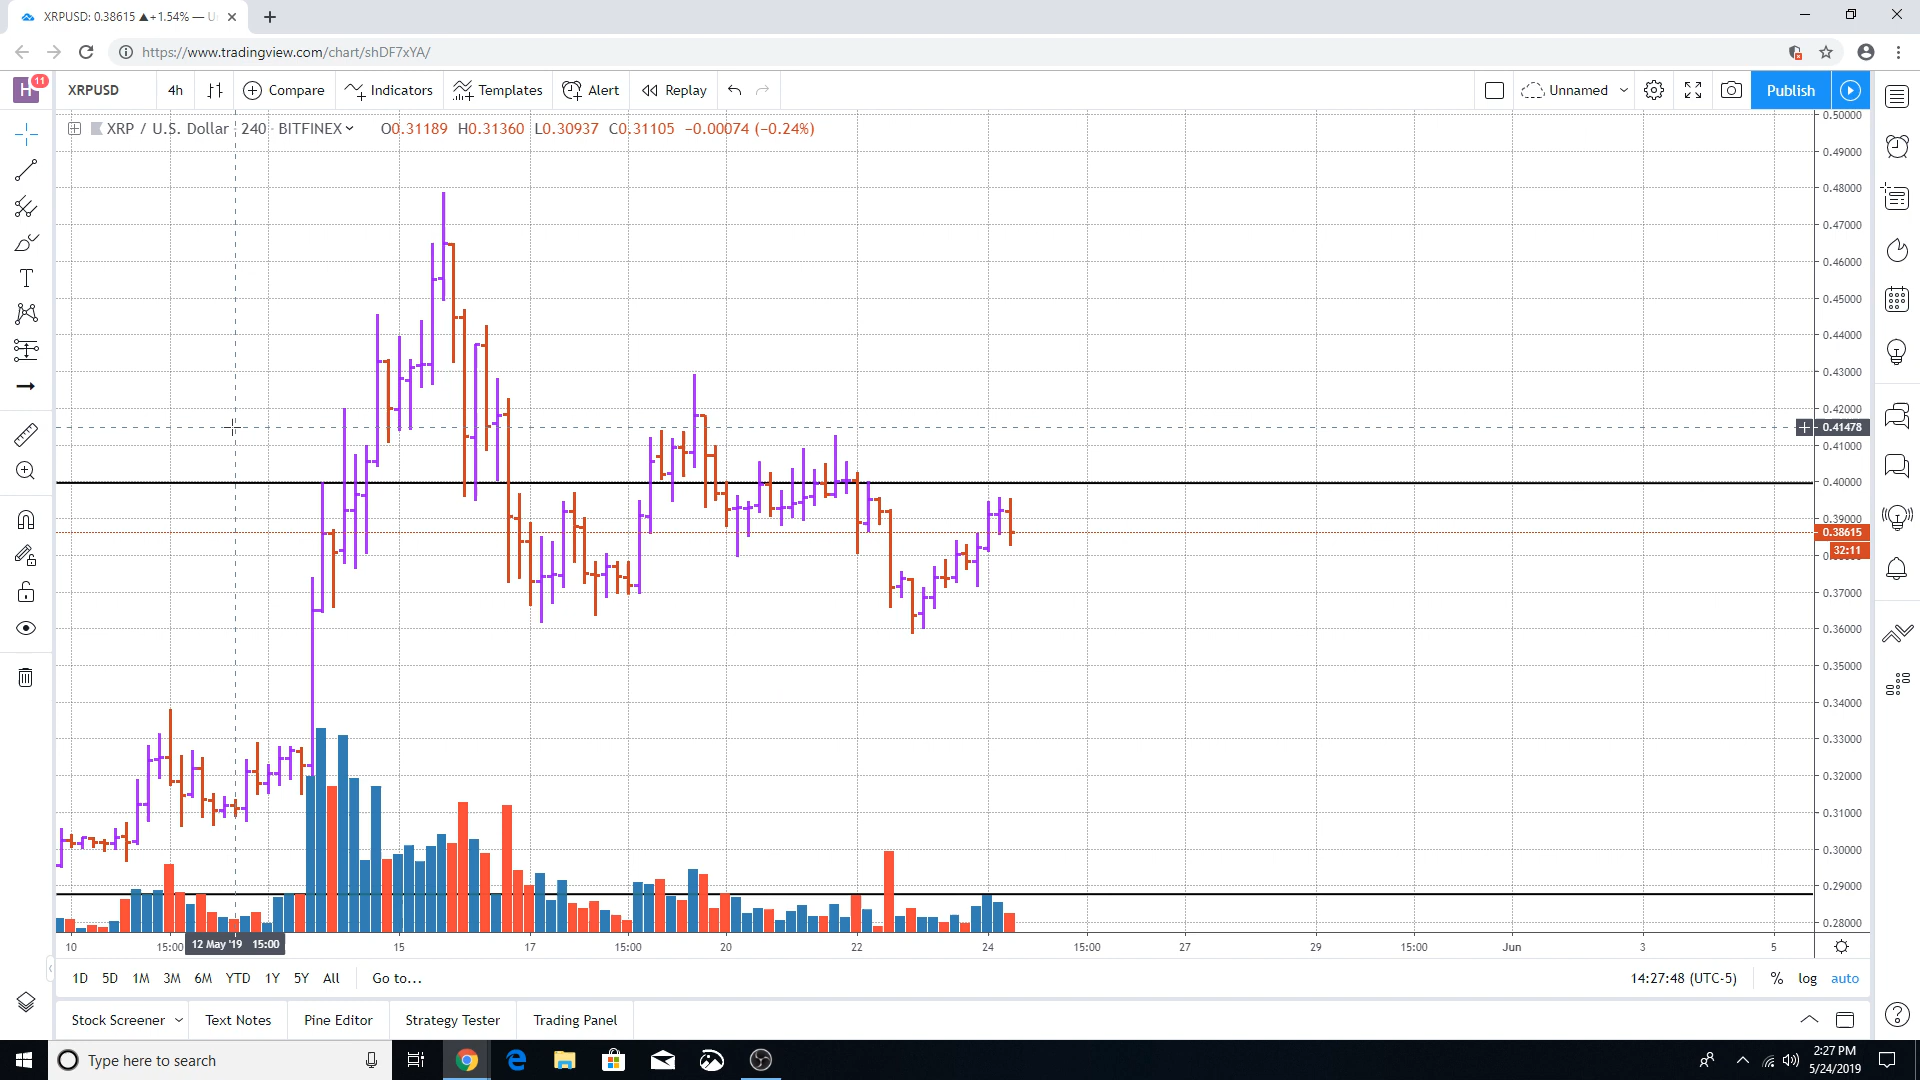 XRPUSD: 0.38615 ▲+1.54% — U
https://www.tradingview.com/chart/shDF7xYA/
H 11 XRPUSD 4h Compare Indicators Templates Alert Replay Unnamed Publish
XRP / U.S. Dollar 240 BITFINEX O0.31189 H0.31360 L0.30937 C0.31105 −0.00074 (−0.24%)
0.50000
0.49000
0.48000
0.47000
0.46000
0.45000
0.44000
0.43000
0.42000
0.41478
0.41000
0.40000
0.39000
0.38615
32:11
0.37000
0.36000
0.35000
0.34000
0.33000
0.32000
0.31000
0.30000
0.29000
0.28000
10 15:00 12 May '19 15:00 15 17 15:00 20 22 24 15:00 27 29 15:00 Jun 3 5
1D 5D 1M 3M 6M YTD 1Y 5Y All Go to... 14:27:48 (UTC-5) % log auto
Stock Screener Text Notes Pine Editor Strategy Tester Trading Panel
Type here to search
2:27 PM
5/24/2019